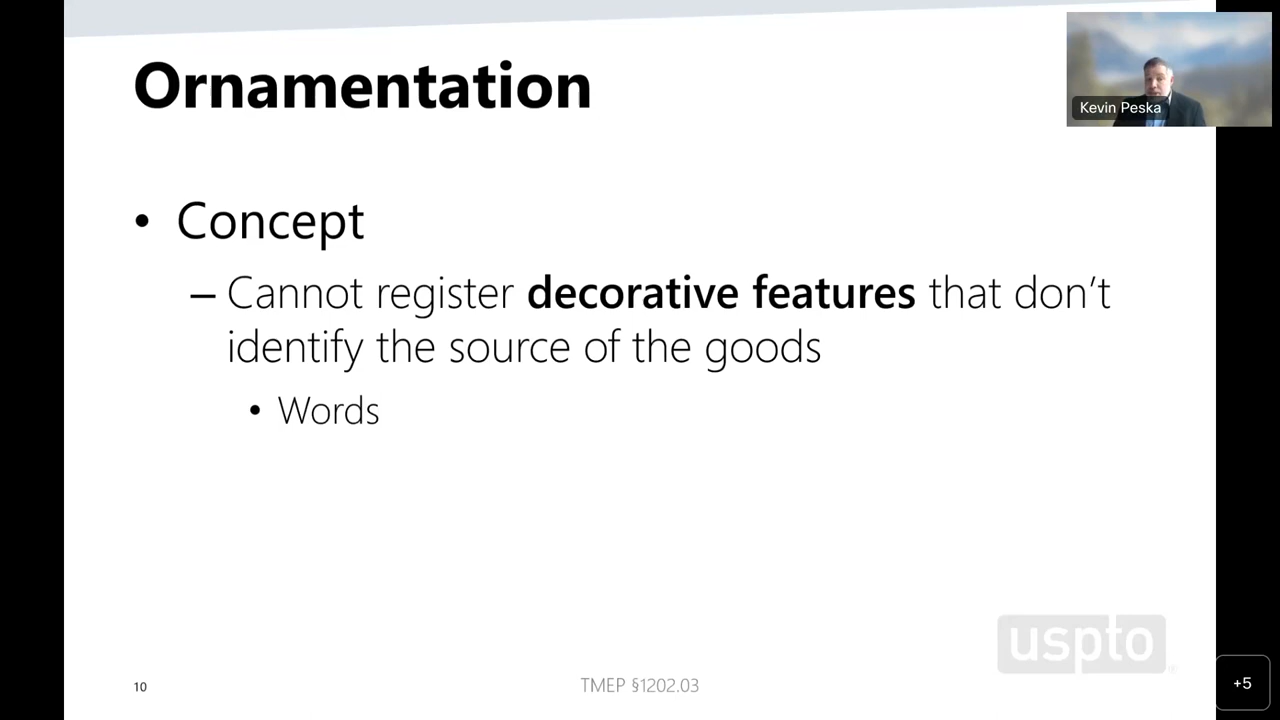 Ornamentation
Kevin Peska
• Concept
– Cannot register decorative features that don’t
identify the source of the goods
• Words
uspto
10
TMEP §1202.03
+5